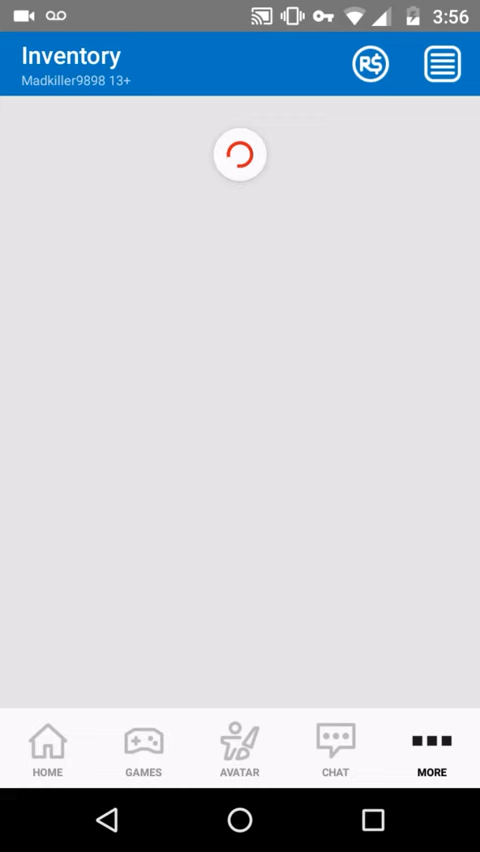 3:56
Inventory
Madkiller9898 13+
R$
HOME
GAMES
AVATAR
CHAT
MORE